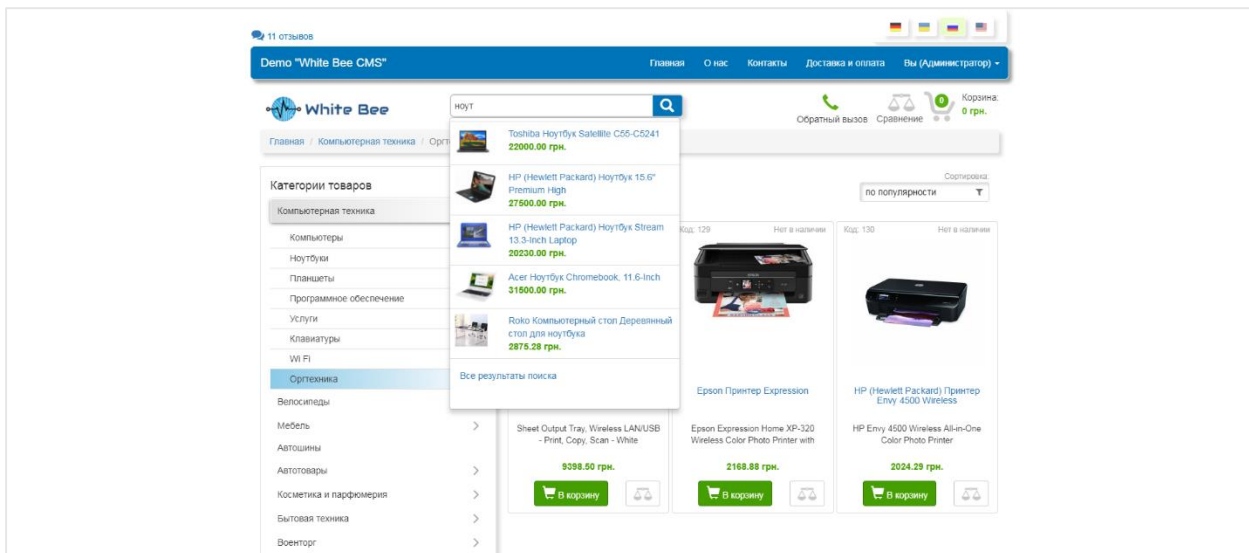 11 отзывов
Demo "White Bee CMS"
Главная О нас Контакты Доставка и оплата Вы (Администратор)
White Bee
ноут
Обратный вызов
Сравнение
0
Корзина:
0 грн.
Главная / Компьютерная техника / Оргт
Toshiba Ноутбук Satellite C55-C5241
22000.00 грн.
HP (Hewlett Packard) Ноутбук 15.6"
Premium High
27500.00 грн.
HP (Hewlett Packard) Ноутбук Stream
13.3-Inch Laptop
20230.00 грн.
Acer Ноутбук Chromebook, 11.6-Inch
31500.00 грн.
Roko Компьютерный стол Деревянный
стол для ноутбука
2875.28 грн.
Все результаты поиска
Категории товаров
Компьютерная техника
Компьютеры
Ноутбуки
Планшеты
Программное обеспечение
Услуги
Клавиатуры
Wi Fi
Оргтехника
Велосипеды
Мебель
Автошины
Автотовары
Косметика и парфюмерия
Бытовая техника
Военторг
Сортировка:
по популярности
Sheet Output Tray, Wireless LAN/USB
- Print, Copy, Scan - White
9398.50 грн.
В корзину
Код: 129 Нет в наличии
Epson Принтер Expression
Epson Expression Home XP-320
Wireless Color Photo Printer with
2168.88 грн.
В корзину
Код: 130 Нет в наличии
HP (Hewlett Packard) Принтер
Envy 4500 Wireless
HP Envy 4500 Wireless All-in-One
Color Photo Printer
2024.29 грн.
В корзину